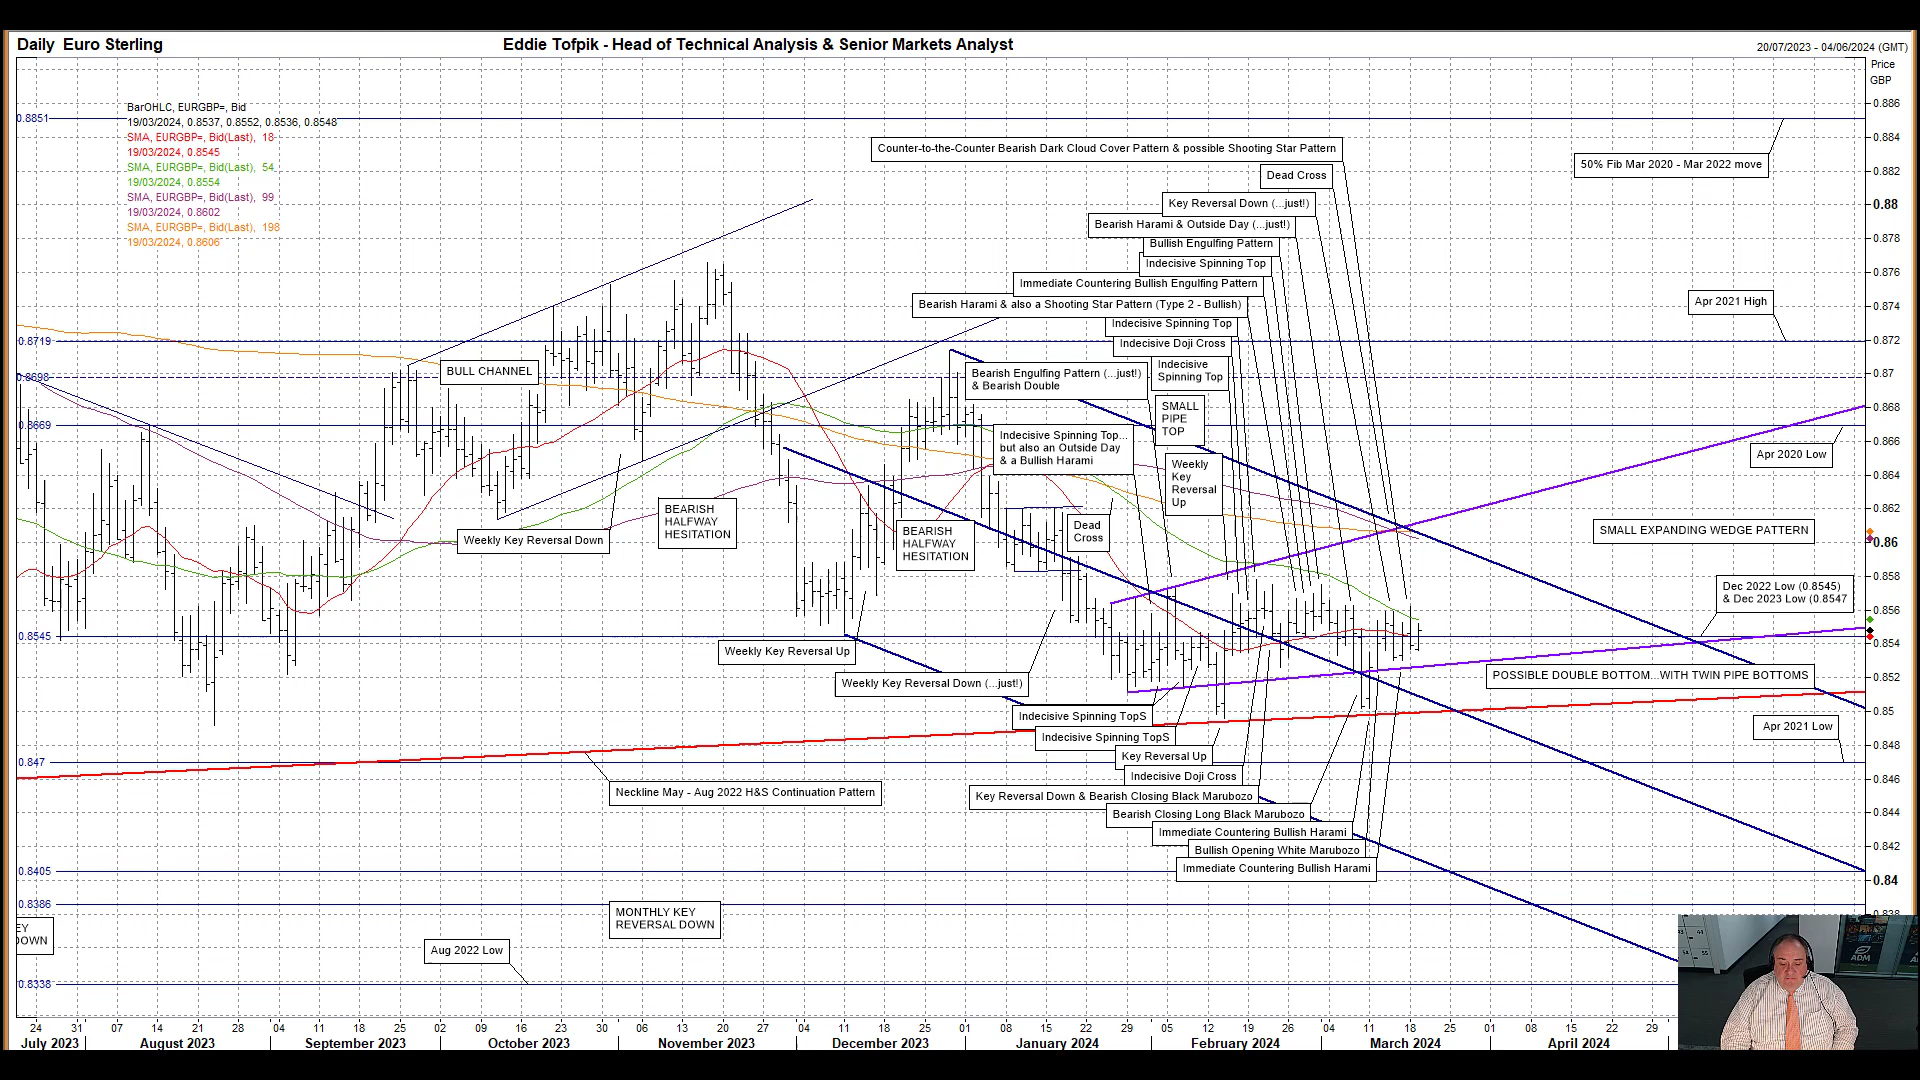 Daily Euro Sterling
Eddie Tofpik - Head of Technical Analysis & Senior Markets Analyst
20/07/2023 - 04/06/2024 (GMT)
Price
GBP
BarOHLC, EURGBP=, Bid
19/03/2024, 0.8537, 0.8552, 0.8536, 0.8548
SMA, EURGBP=, Bid(Last), 18
19/03/2024, 0.8545
SMA, EURGBP=, Bid(Last), 54
19/03/2024, 0.8554
SMA, EURGBP=, Bid(Last), 99
19/03/2024, 0.8602
SMA, EURGBP=, Bid(Last), 198
19/03/2024, 0.8606
0.8851
0.8719
0.8698
0.8669
0.8545
0.847
0.8405
0.8386
0.8338
Counter-to-the-Counter Bearish Dark Cloud Cover Pattern & possible Shooting Star Pattern
Dead Cross
Key Reversal Down (...just!)
Bearish Harami & Outside Day (...just!)
Bullish Engulfing Pattern
Indecisive Spinning Top
Immediate Countering Bullish Engulfing Pattern
Bearish Harami & also a Shooting Star Pattern (Type 2 - Bullish)
Indecisive Spinning Top
Indecisive Doji Cross
Indecisive
Spinning Top
Bearish Engulfing Pattern (...just!)
& Bearish Double
SMALL
PIPE
TOP
Indecisive Spinning Top...
but also an Outside Day
& a Bullish Harami
Weekly
Key
Reversal
Up
BULL CHANNEL
Weekly Key Reversal Down
BEARISH
HALFWAY
HESITATION
BEARISH
HALFWAY
HESITATION
Dead
Cross
Weekly Key Reversal Up
Weekly Key Reversal Down (...just!)
Indecisive Spinning TopS
Indecisive Spinning TopS
Key Reversal Up
Indecisive Doji Cross
Key Reversal Down & Bearish Closing Black Marubozo
Bearish Closing Long Black Marubozo
Immediate Countering Bullish Harami
Bullish Opening White Marubozo
Immediate Countering Bullish Harami
Neckline May - Aug 2022 H&S Continuation Pattern
MONTHLY KEY
REVERSAL DOWN
EY
DOWN
Aug 2022 Low
50% Fib Mar 2020 - Mar 2022 move
Apr 2021 High
Apr 2020 Low
SMALL EXPANDING WEDGE PATTERN
Dec 2022 Low (0.8545)
& Dec 2023 Low (0.8547
POSSIBLE DOUBLE BOTTOM...WITH TWIN PIPE BOTTOMS
Apr 2021 Low
0.886
0.884
0.882
0.88
0.878
0.876
0.874
0.872
0.87
0.868
0.866
0.864
0.862
0.86
0.858
0.856
0.854
0.852
0.85
0.848
0.846
0.844
0.842
0.84
0.838
ADM
24 31 07 14 21 28 04 11 18 25 02 09 16 23 30 06 13 20 27 04 11 18 25 01 08 15 22 29 05 12 19 26 04 11 18 25 01 08 15 22 29
July 2023 August 2023 September 2023 October 2023 November 2023 December 2023 January 2024 February 2024 March 2024 April 2024